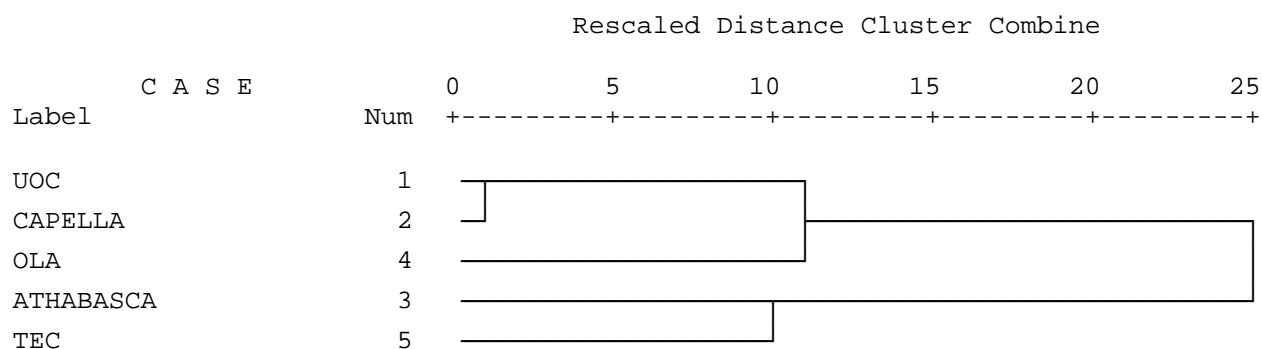 Rescaled Distance Cluster Combine
C A S E 0 5 10 15 20 25
Label Num +---------+---------+---------+---------+---------+
UOC 1
CAPELLA 2
OLA 4
ATHABASCA 3
TEC 5